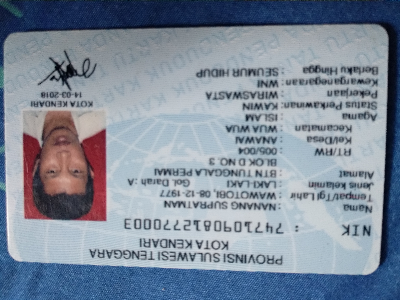 PROVINSI SULAWESI TENGGARA
KOTA KENDARI
NIK : 7471090812770003
Nama : NANANG SUPRATMAN
Tempat/Tgl Lahir : WAWOTOBI, 08-12-1977
Jenis kelamin : LAKI-LAKI Gol. Darah : A
Alamat : BTN TUNGGALA PERMAI
BLOK D NO. 3
RT/RW : 005/004
Kel/Desa : ANAWAI
Kecamatan : WUA WUA
Agama : ISLAM
Status Perkawinan : KAWIN
Pekerjaan : WIRASWASTA
Kewarganegaraan : WNI
Berlaku Hingga : SEUMUR HIDUP
KOTA KENDARI
14-03-2018